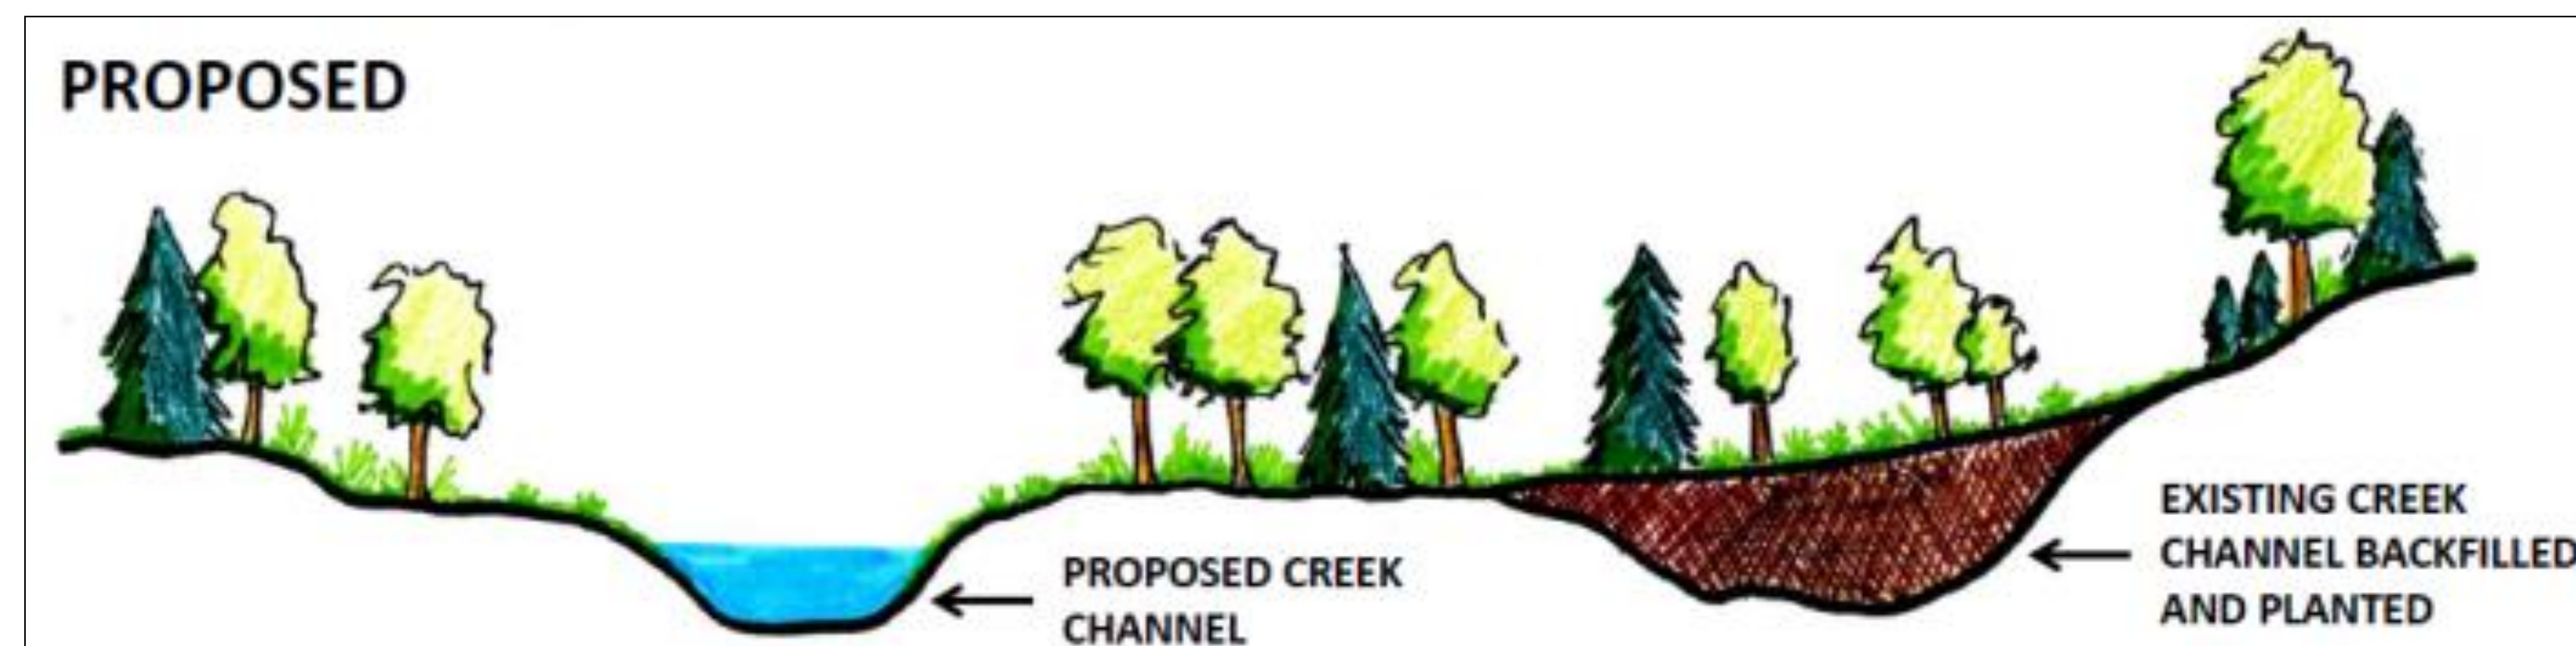 PROPOSED
PROPOSED CREEK
CHANNEL
EXISTING CREEK
CHANNEL BACKFILLED
AND PLANTED